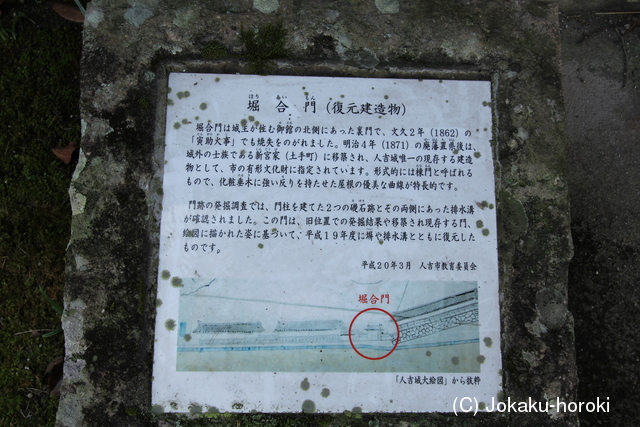 ほり あい もん
堀合門(復元建造物)
堀合門は城主が住む御館の北側にあった裏門で、文久2年(1862)の
「寅助火事」でも焼失をのがれました。明治4年(1871)の廃藩置県後は、
城外の士族である新宮家(土手町)に移築され、人吉城唯一の現存する建造
物として、市の有形文化財に指定されています。形式的には棟門と呼ばれる
もので、化粧垂木に強い反りを持たせた屋根の優美な曲線が特長的です。
門跡の発掘調査では、門柱を建てた2つの礎石跡とその両側にあった排水溝
が確認されました。この門は、旧位置での発掘結果や移築され現存する門、
絵図に描かれた姿に基づいて、平成19年度に塀や排水溝とともに復元した
ものです。
平成20年3月 人吉市教育委員会
堀合門
「人吉城大絵図」から抜粋
(C) Jokaku-horoki